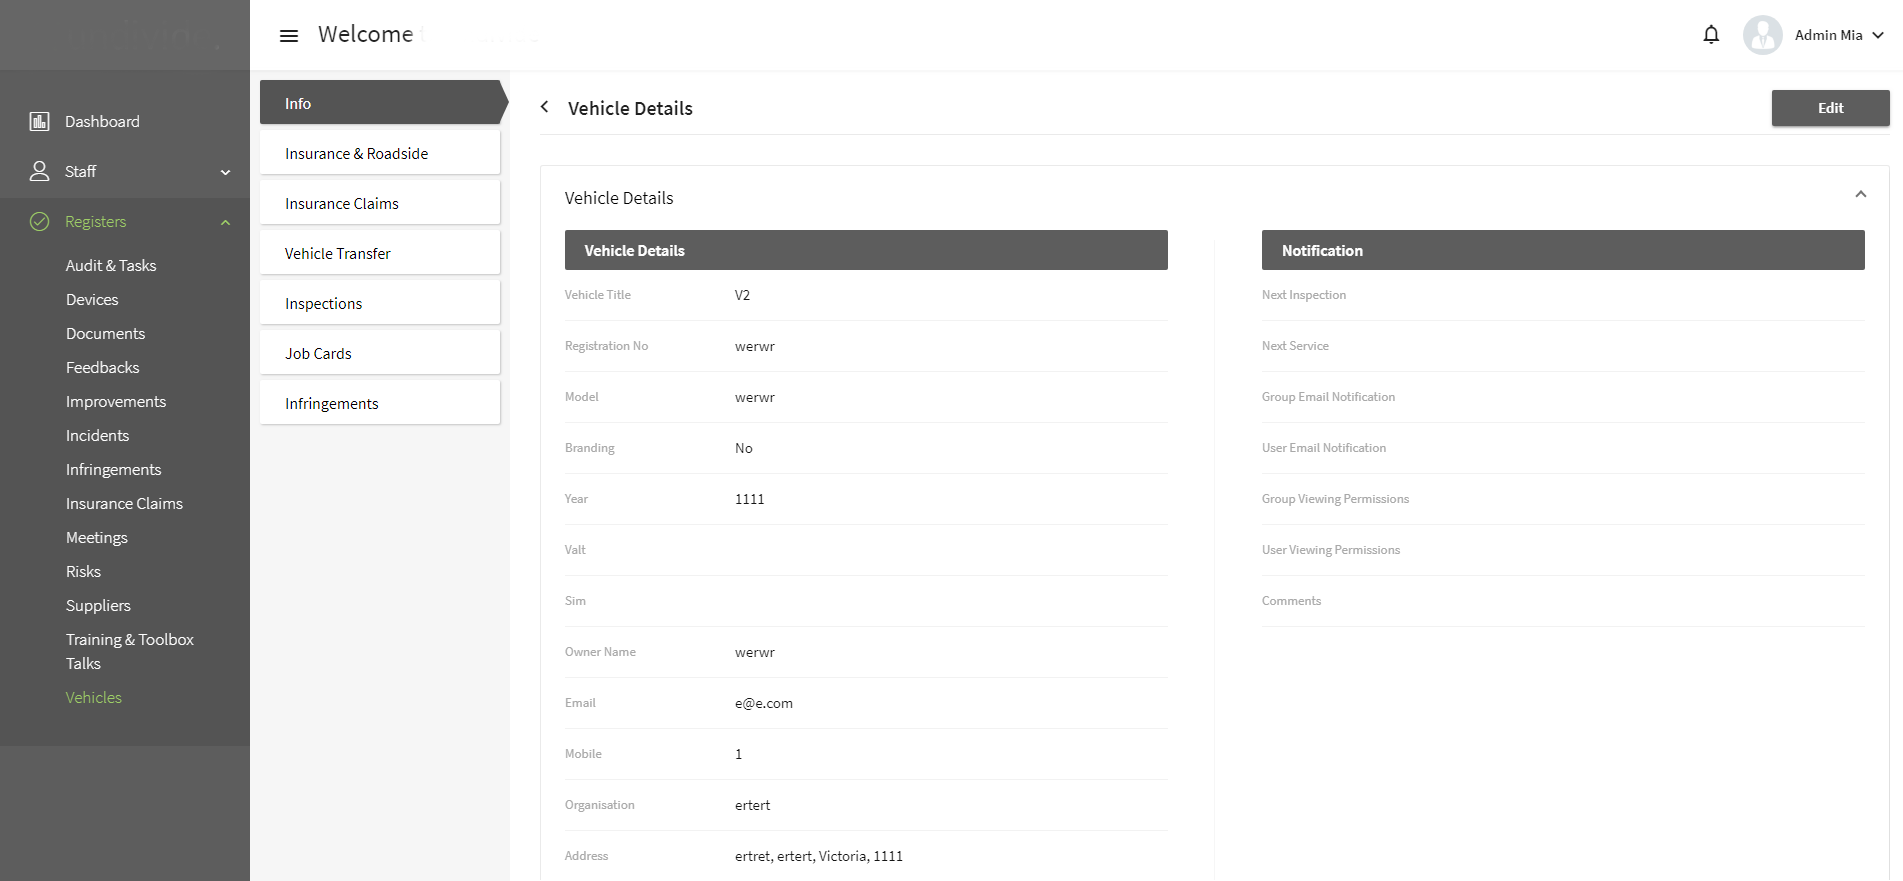 Welcome
Admin Mia
Dashboard
Staff
Registers
Audit & Tasks
Devices
Documents
Feedbacks
Improvements
Incidents
Infringements
Insurance Claims
Meetings
Risks
Suppliers
Training & Toolbox
Talks
Vehicles
Info
Insurance & Roadside
Insurance Claims
Vehicle Transfer
Inspections
Job Cards
Infringements
Vehicle Details
Edit
Vehicle Details
Vehicle Details
Vehicle Title V2
Registration No werwr
Model werwr
Branding No
Year 1111
Valt
Sim
Owner Name werwr
Email e@e.com
Mobile 1
Organisation ertert
Address ertret, ertert, Victoria, 1111
Notification
Next Inspection
Next Service
Group Email Notification
User Email Notification
Group Viewing Permissions
User Viewing Permissions
Comments